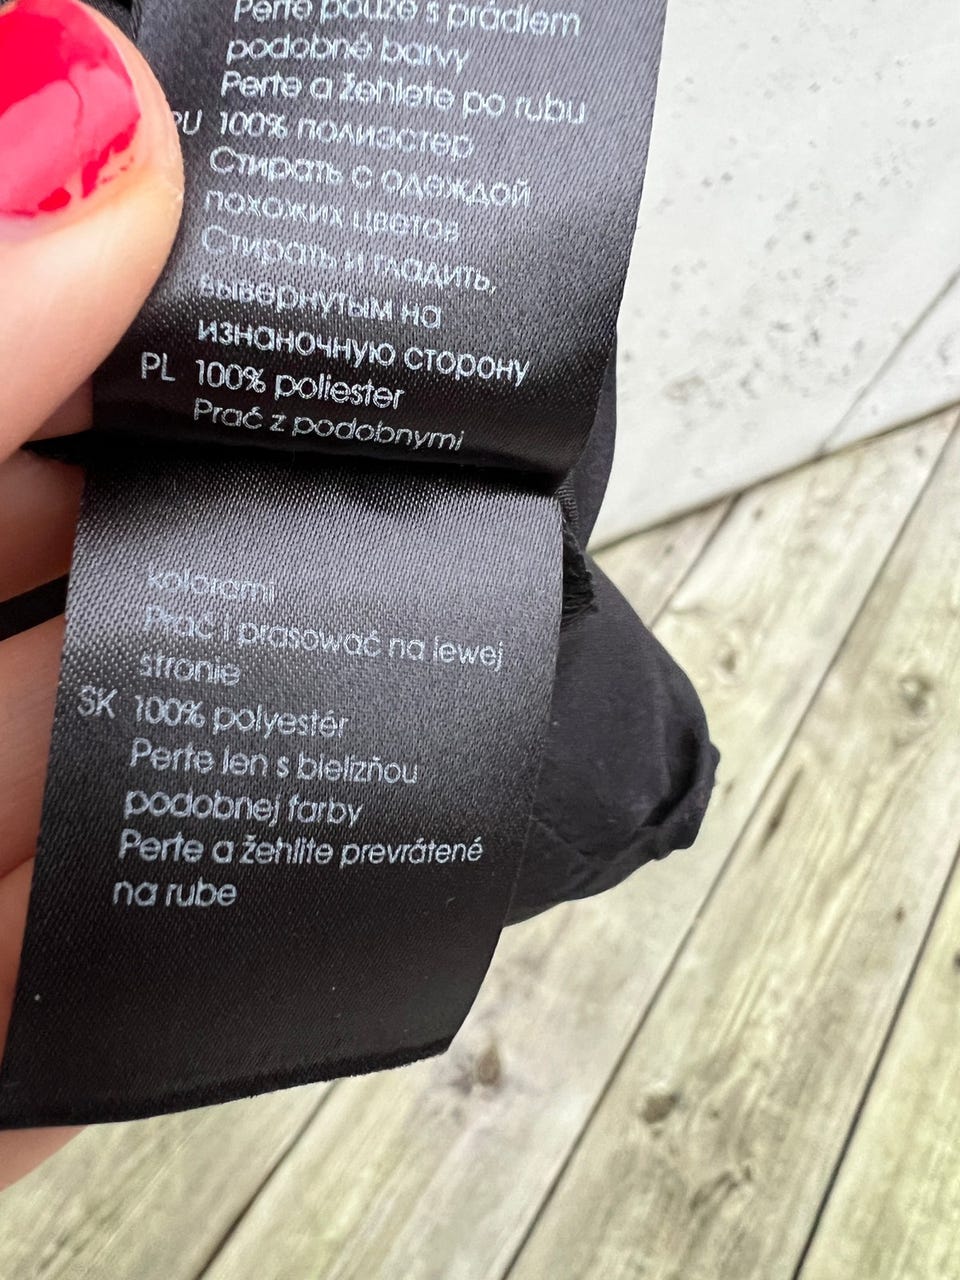 Perte pouze s prádlem
podobné barvy
Perte a žehlete po rubu
RU 100% полиэстер
Стирать с одеждой
похожих цветов
Стирать и гладить,
вывернутым на
изнаночную сторону
PL 100% poliester
Prać z podobnymi
kolorami
Prać i prasować na lewej
stronie
SK 100% polyestér
Perte len s bielizňou
podobnej farby
Perte a žehlite prevrátené
na rube